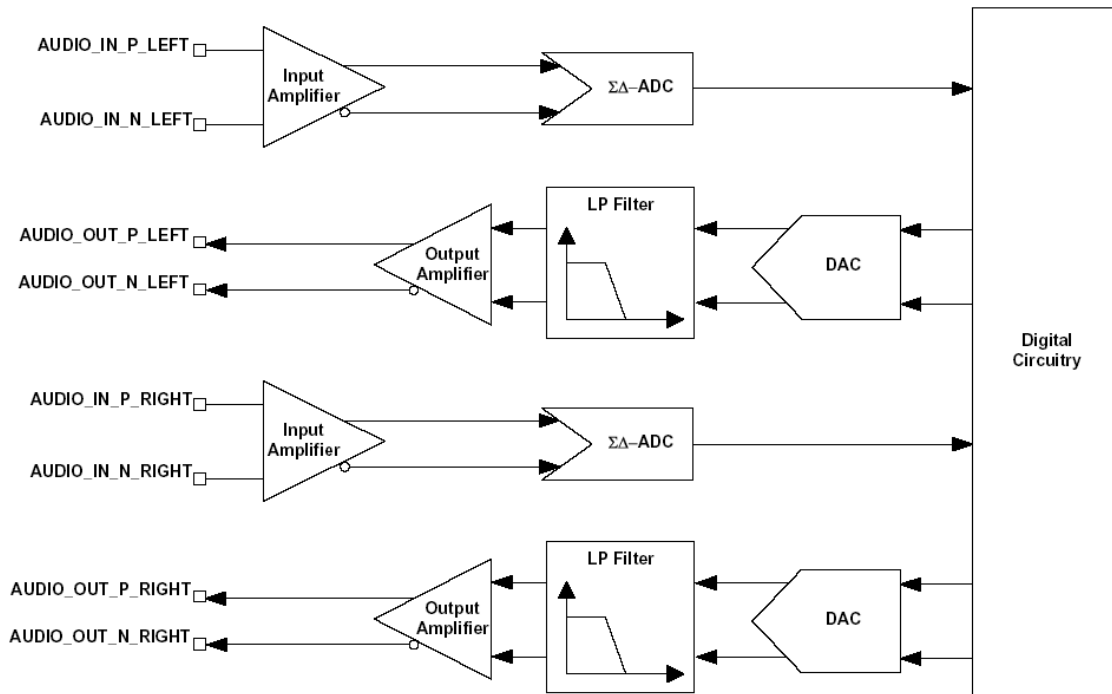 AUDIO_IN_P_LEFT
Input
Amplifier
ΣΔ–ADC
AUDIO_IN_N_LEFT
LP Filter
AUDIO_OUT_P_LEFT
Output
Amplifier
DAC
AUDIO_OUT_N_LEFT
Digital
Circuitry
AUDIO_IN_P_RIGHT
Input
Amplifier
ΣΔ–ADC
AUDIO_IN_N_RIGHT
LP Filter
AUDIO_OUT_P_RIGHT
Output
Amplifier
DAC
AUDIO_OUT_N_RIGHT